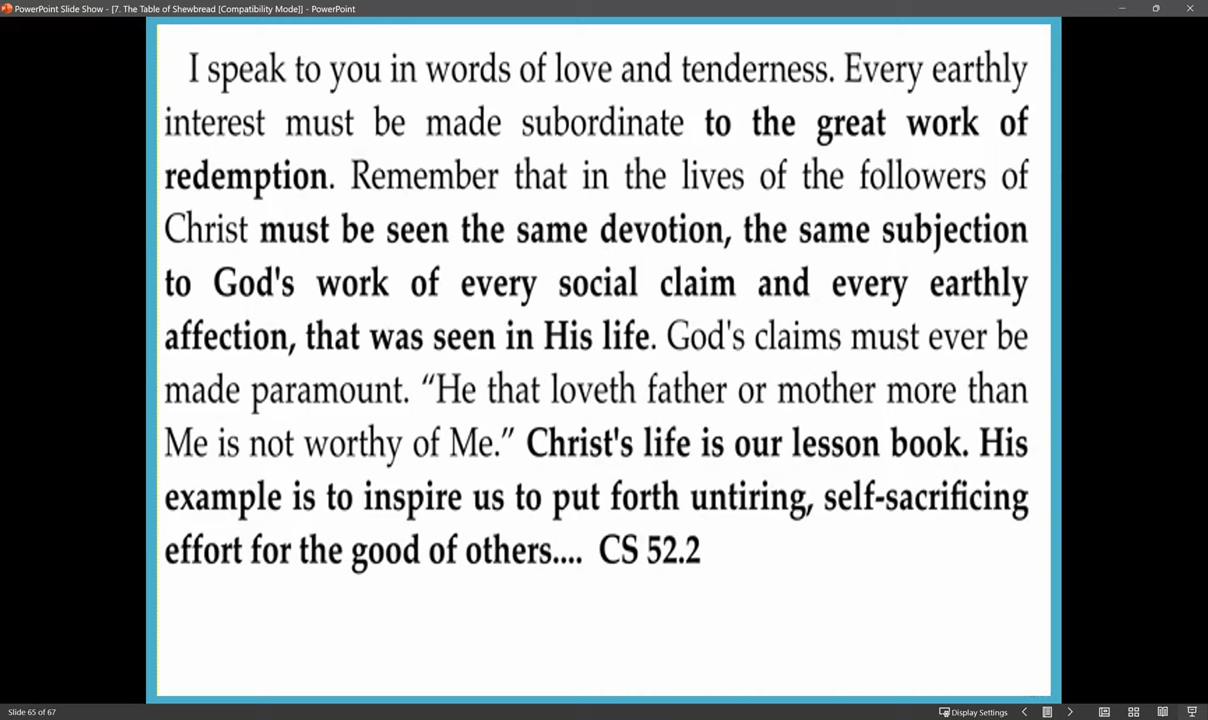 PowerPoint Slide Show - [7. The Table of Shewbread [Compatibility Mode]] - PowerPoint
I speak to you in words of love and tenderness. Every earthly
interest must be made subordinate to the great work of
redemption. Remember that in the lives of the followers of
Christ must be seen the same devotion, the same subjection
to God's work of every social claim and every earthly
affection, that was seen in His life. God's claims must ever be
made paramount. “He that loveth father or mother more than
Me is not worthy of Me.” Christ's life is our lesson book. His
example is to inspire us to put forth untiring, self-sacrificing
effort for the good of others.... CS 52.2
Slide 65 of 67 Display Settings